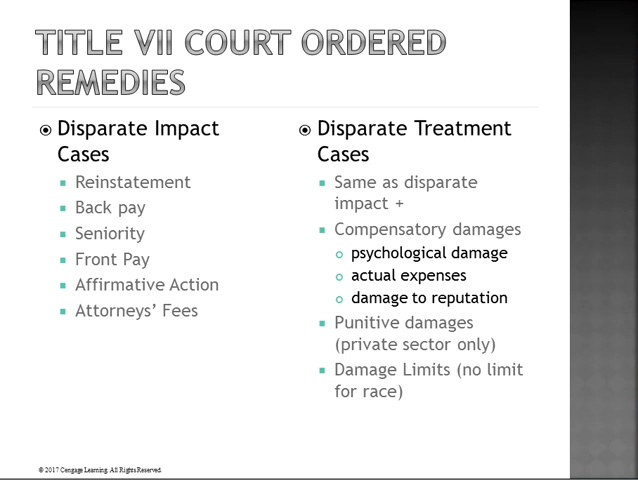 TITLE VII COURT ORDERED
REMEDIES
Disparate Impact
Cases
Reinstatement
Back pay
Seniority
Front Pay
Affirmative Action
Attorneys’ Fees
Disparate Treatment
Cases
Same as disparate
impact +
Compensatory damages
psychological damage
actual expenses
damage to reputation
Punitive damages
(private sector only)
Damage Limits (no limit
for race)
© 2017 Cengage Learning. All Rights Reserved.